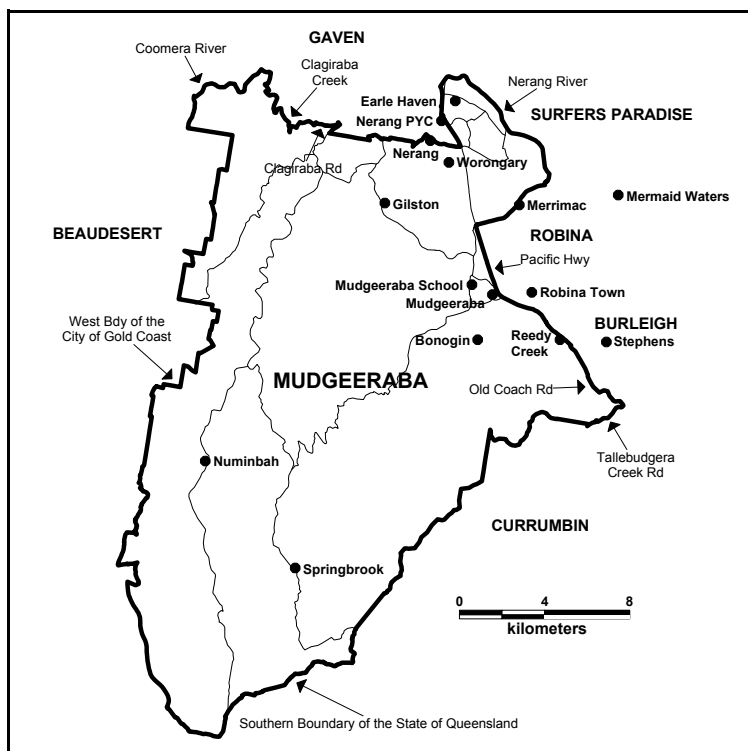 GAVEN
Coomera River
Clagiraba
Creek
Nerang River
Earle Haven
SURFERS PARADISE
Nerang PYC
Nerang
Worongary
Clagiraba Rd
Mermaid Waters
Gilston
Merrimac
BEAUDESERT
ROBINA
Pacific Hwy
Mudgeeraba School
Robina Town
Mudgeeraba
West Bdy of the
City of Gold Coast
BURLEIGH
Bonogin
Reedy
Creek
Stephens
MUDGEERABA
Old Coach Rd
Tallebudgera
Creek Rd
Numinbah
CURRUMBIN
Springbrook
0 4 8
kilometers
Southern Boundary of the State of Queensland